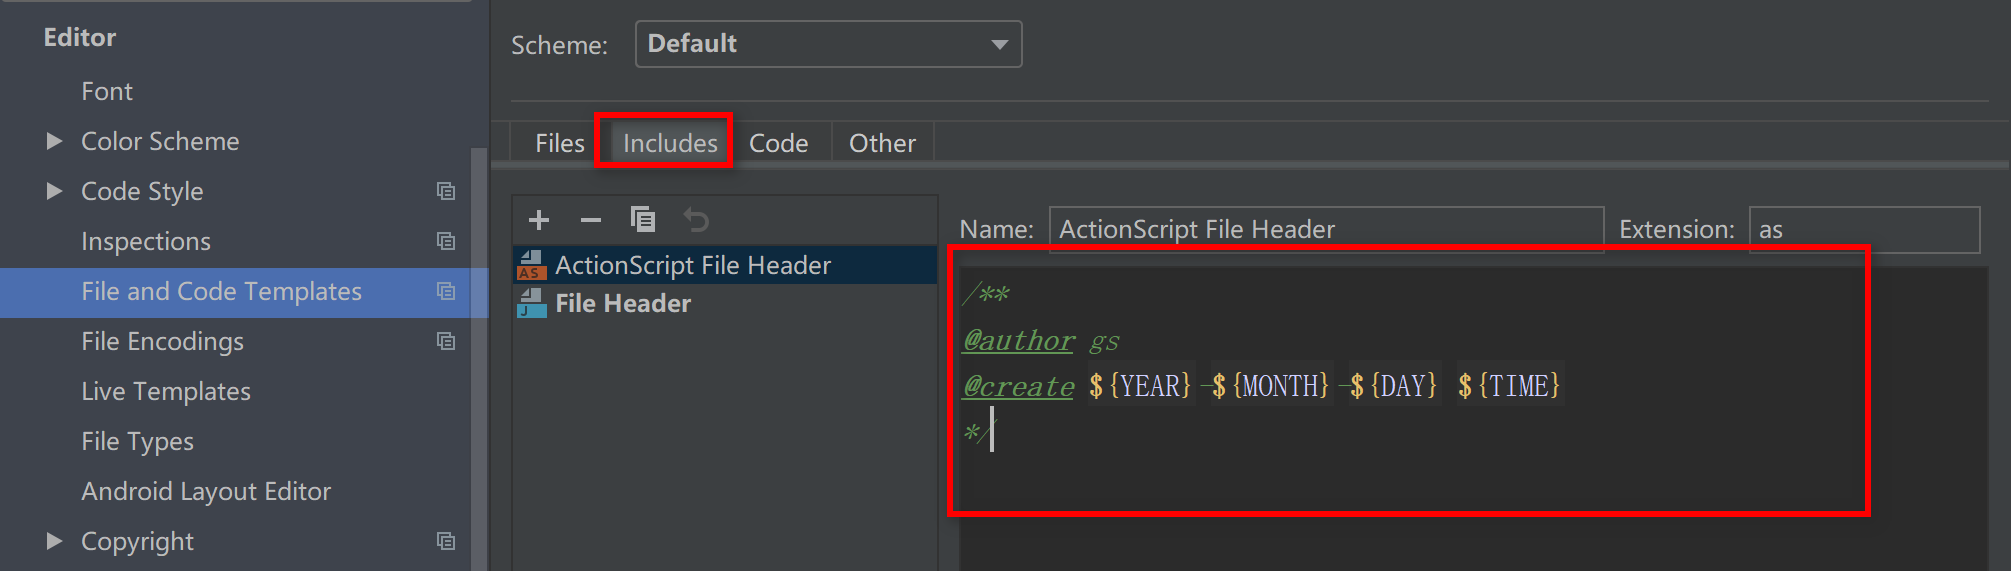 Editor
Font
Color Scheme
Code Style
Inspections
File and Code Templates
File Encodings
Live Templates
File Types
Android Layout Editor
Copyright
Scheme: Default
Files Includes Code Other
ActionScript File Header
File Header
Name: ActionScript File Header Extension: as
/**
@author gs
@create ${YEAR}-${MONTH}-${DAY} ${TIME}
*/
AS
J